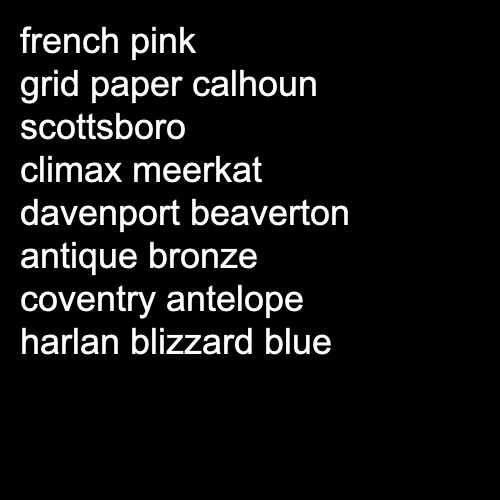 french pink
grid paper calhoun
scottsboro
climax meerkat
davenport beaverton
antique bronze
coventry antelope
harlan blizzard blue